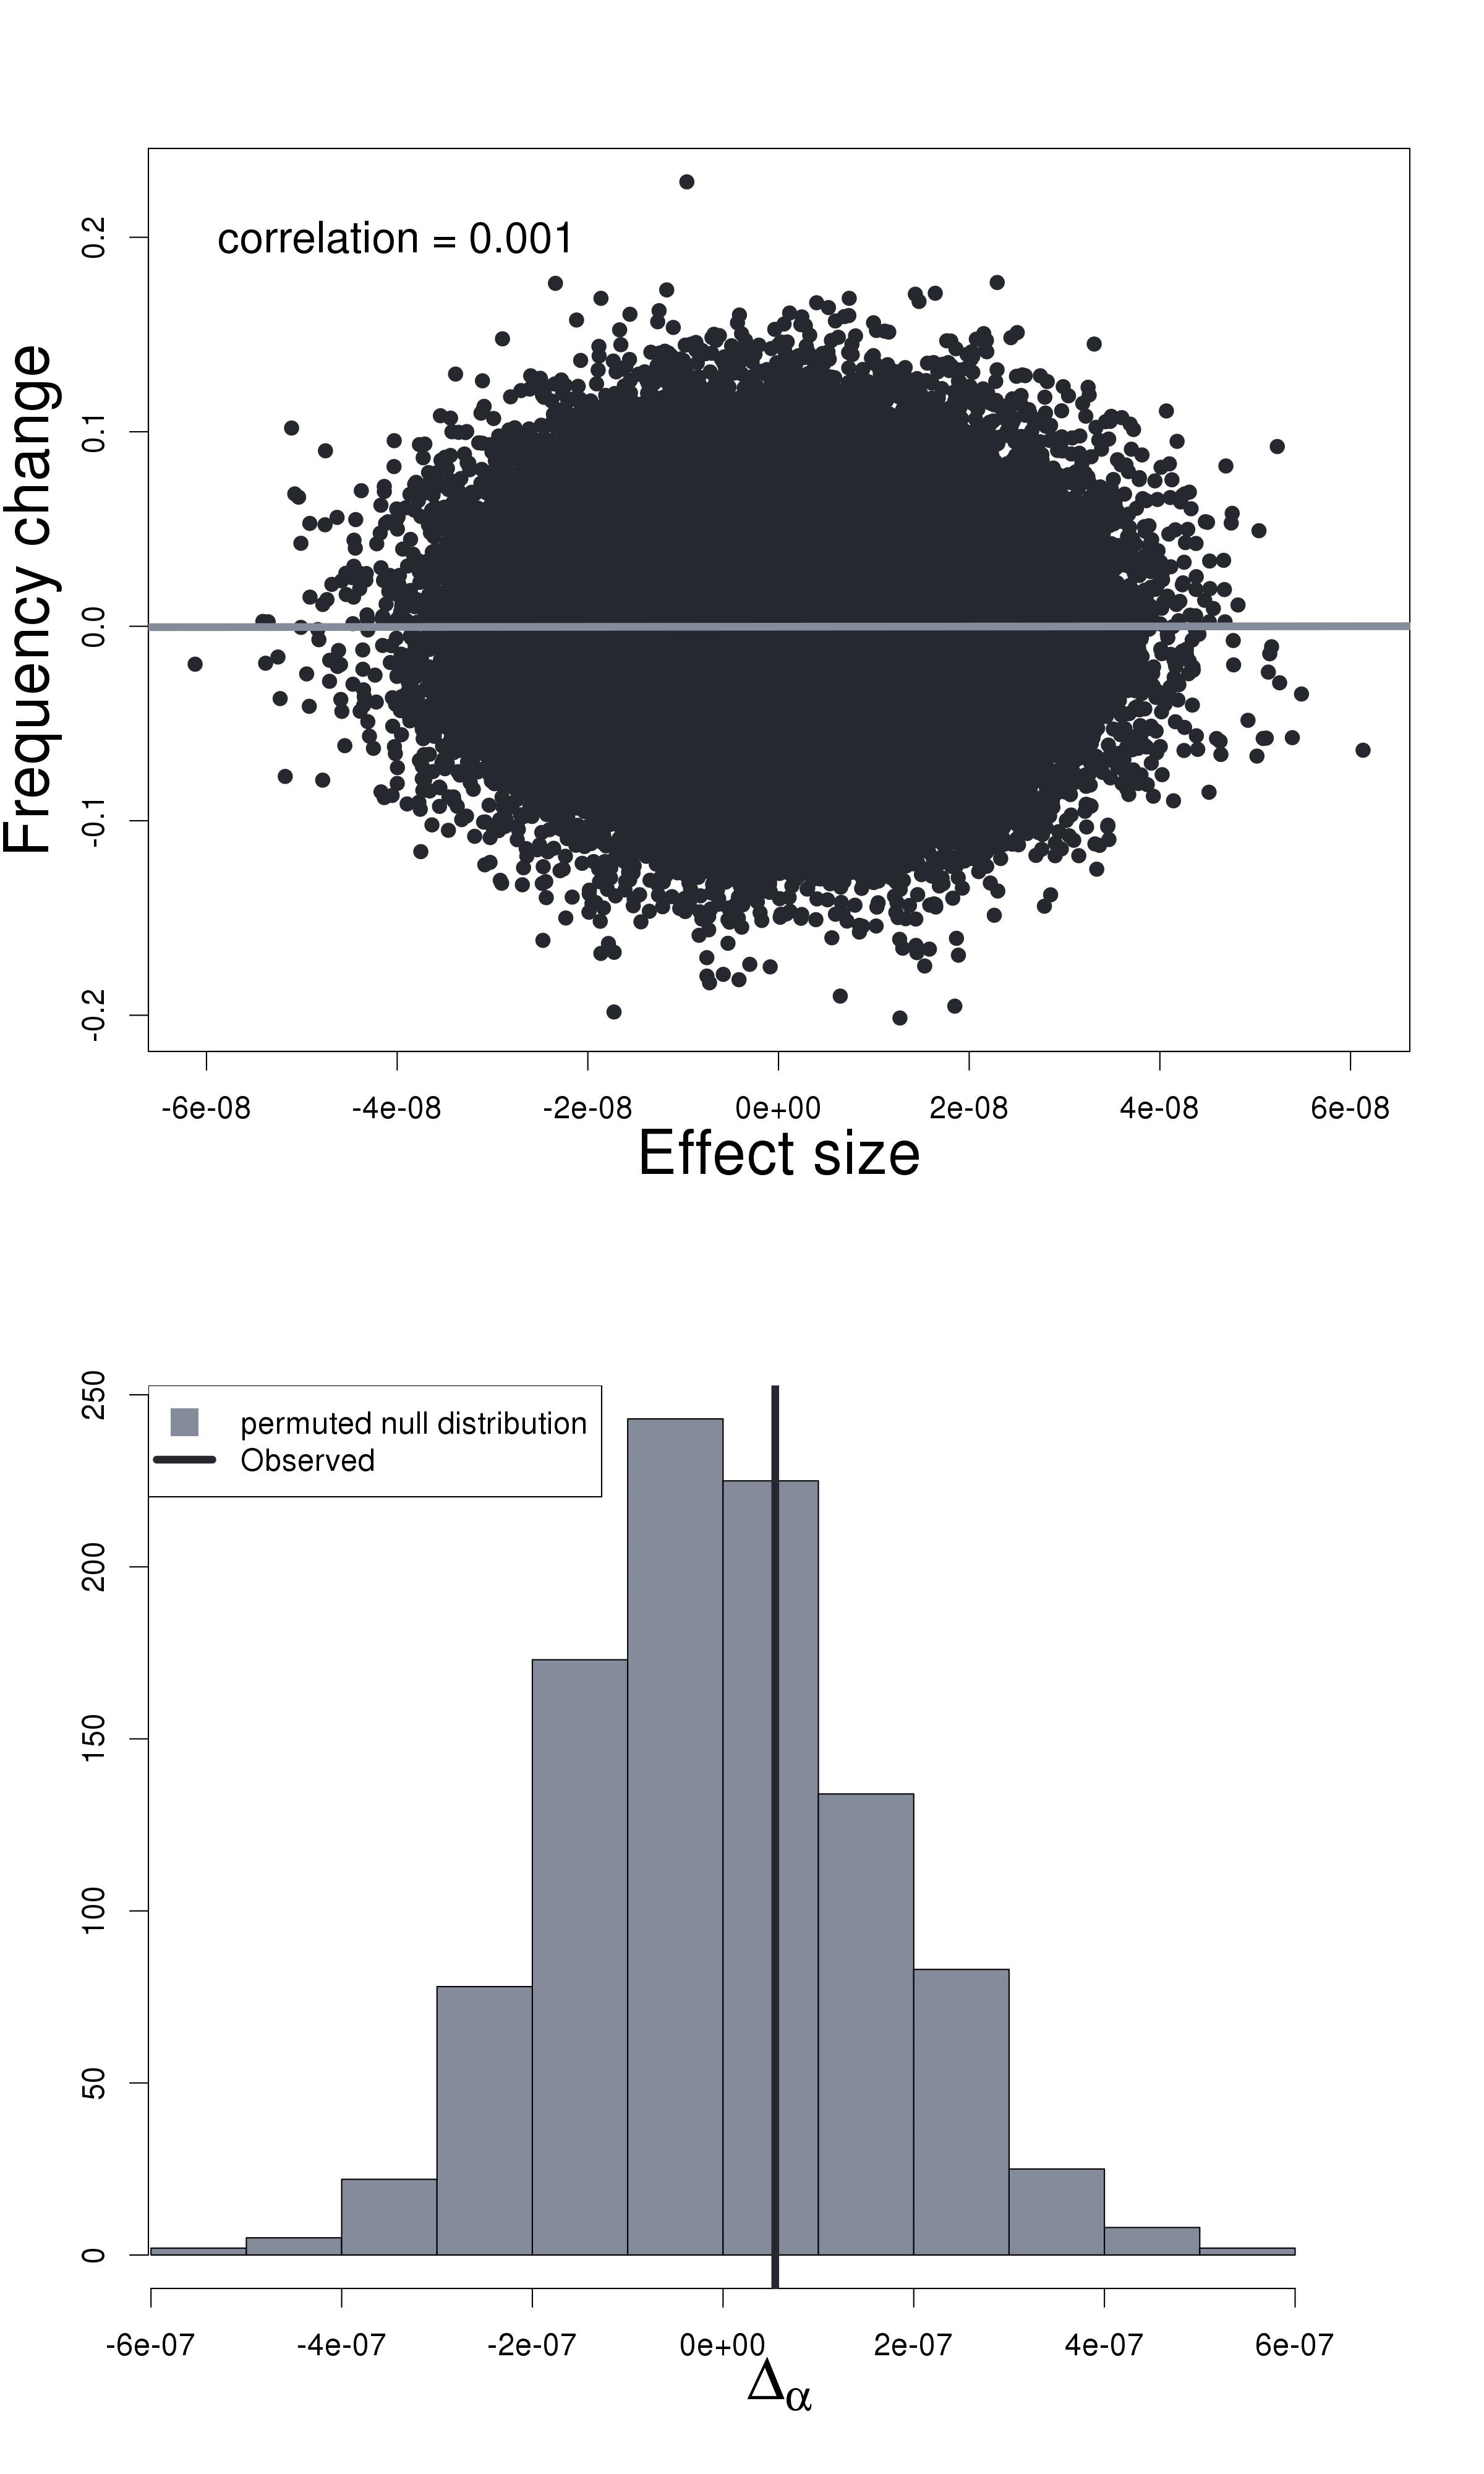 correlation = 0.001
Frequency change
0.2
0.1
0.0
-0.1
-0.2
-6e-08 -4e-08 -2e-08 0e+00 2e-08 4e-08 6e-08
Effect size
permuted null distribution
Observed
250
200
150
100
50
0
-6e-07 -4e-07 -2e-07 0e+00 2e-07 4e-07 6e-07
Δα